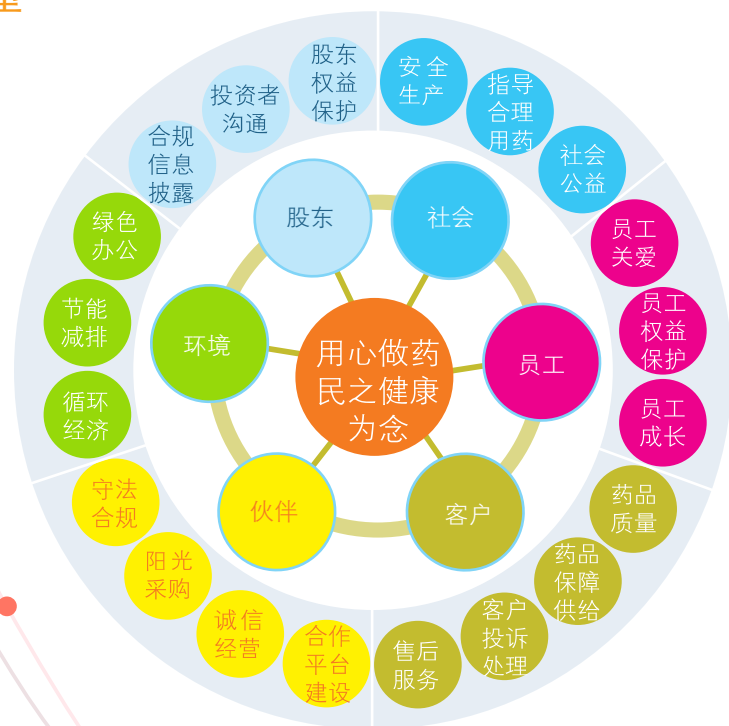 股东
权益
保护
安全
生产
投资者
沟通
指导
合理
用药
合规
信息
披露
社会
公益
绿色
办公
股东
社会
员工
关爱
节能
减排
环境
员工
员工
权益
保护
用心做药
民之健康
为念
循环
经济
员工
成长
守法
合规
伙伴
客户
药品
质量
阳光
采购
药品
保障
供给
诚信
经营
客户
投诉
处理
合作
平台
建设
售后
服务